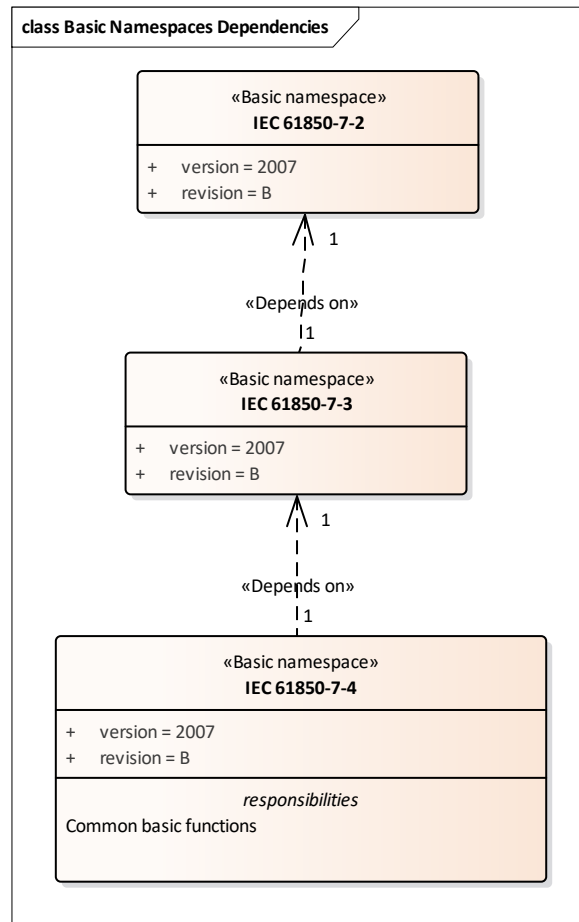 class Basic Namespaces Dependencies
«Basic namespace»
IEC 61850-7-2
+ version = 2007
+ revision = B
1
«Depends on»
1
«Basic namespace»
IEC 61850-7-3
+ version = 2007
+ revision = B
1
«Depends on»
1
«Basic namespace»
IEC 61850-7-4
+ version = 2007
+ revision = B
responsibilities
Common basic functions